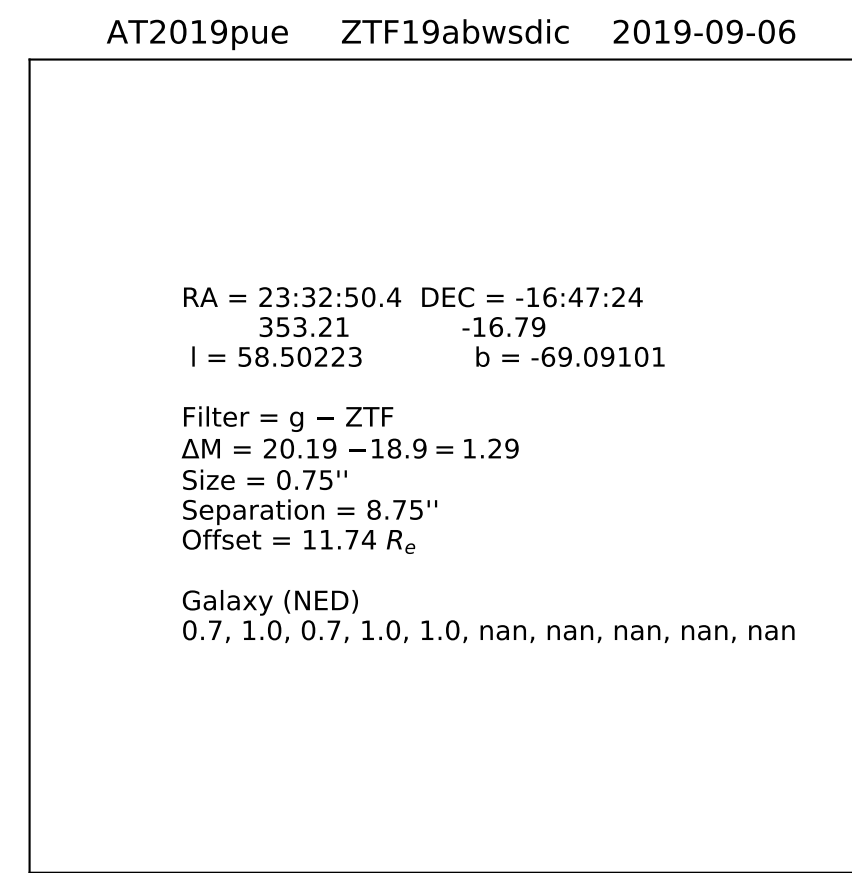 AT2019pue ZTF19abwsdic 2019-09-06
RA = 23:32:50.4 DEC = -16:47:24
353.21 -16.79
l = 58.50223 b = -69.09101
Filter = g − ZTF
ΔM = 20.19 −18.9 = 1.29
Size = 0.75''
Separation = 8.75''
Offset = 11.74 Rₑ
Galaxy (NED)
0.7, 1.0, 0.7, 1.0, 1.0, nan, nan, nan, nan, nan